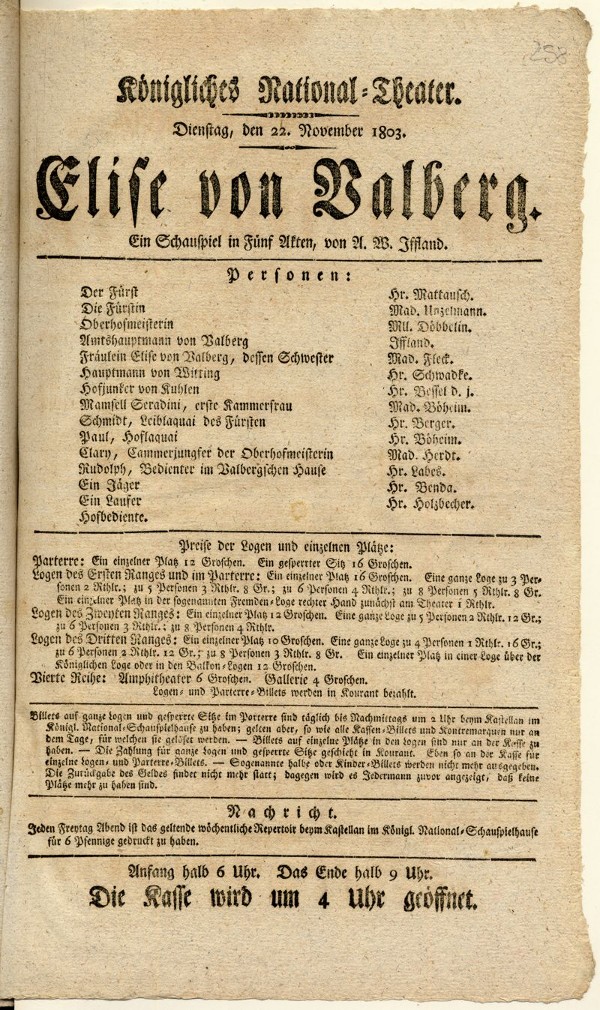 258
Königliches National-Theater.
Dienstag, den 22. November 1803.
Elise von Valberg.
Ein Schauspiel in Fünf Akten, von A. W. Iffland.
Personen:
Der Fürst Hr. Mattausch.
Die Fürstin Mad. Unzelmann.
Oberhofmeisterin Mll. Döbbelin.
Amtshauptmann von Valberg Iffland.
Fräulein Elise von Valberg, dessen Schwester Mad. Fleck.
Hauptmann von Witting Hr. Schwadke.
Hofjunker von Kuhlen Hr. Bessel d. j.
Mamsell Seradini, erste Kammerfrau Mad. Böheim.
Schmidt, Leiblaquai des Fürsten Hr. Berger.
Paul, Hoflaquai Hr. Böheim.
Clary, Cammerjungfer der Oberhofmeisterin Mad. Herdt.
Rudolph, Bedienter im Valbergschen Hause Hr. Labes.
Ein Jäger Hr. Benda.
Ein Laufer Hr. Holzbecher.
Hofbediente.
Preise der Logen und einzelnen Plätze:
Parterre: Ein einzelner Platz 12 Groschen. Ein gesperrter Sitz 16 Groschen.
Logen des Ersten Ranges und im Parterre: Ein einzelner Platz 16 Groschen. Eine ganze Loge zu 3 Per-
sonen 2 Rthlr.; zu 5 Personen 3 Rthlr. 8 Gr.; zu 6 Personen 4 Rthlr.; zu 8 Personen 5 Rthlr. 8 Gr.
Ein einzelner Platz in der sogenannten Fremden-Loge rechter Hand zunächst am Theater 1 Rthlr.
Logen des Zweyten Ranges: Ein einzelner Platz 12 Groschen. Eine ganze Loge zu 5 Personen 2 Rthlr. 12 Gr.;
zu 6 Personen 3 Rthlr.; zu 8 Personen 4 Rthlr.
Logen des Dritten Ranges: Ein einzelner Platz 10 Groschen. Eine ganze Loge zu 4 Personen 1 Rthlr. 16 Gr.;
zu 6 Personen 2 Rthlr. 12 Gr.; zu 8 Personen 3 Rthlr. 8 Gr. Ein einzelner Platz in einer Loge über der
Königlichen Loge oder in den Balkon-Logen 12 Groschen.
Vierte Reihe: Amphitheater 6 Groschen. Gallerie 4 Groschen.
Logen- und Parterre-Billets werden in Kourant bezahlt.
Billets auf ganze Logen und gesperrte Sitze im Parterre sind täglich bis Nachmittags um 2 Uhr beym Kastellan im
Königl. National-Schauspielhause zu haben; gelten aber, so wie alle Kassen-Billets und Kontremarquen nur an
dem Tage, für welchen sie gelöset werden. — Billets auf einzelne Plätze in den Logen sind nur an der Kasse zu
haben. — Die Zahlung für ganze Logen und gesperrte Sitze geschieht in Kourant. Eben so an der Kasse für
einzelne Logen- und Parterre-Billets. — Sogenannte halbe oder Kinder-Billets werden nicht mehr ausgegeben.
Die Zurückgabe des Geldes findet nicht mehr statt; dagegen wird es Jedermann zuvor angezeigt, daß keine
Plätze mehr zu haben sind.
Nachricht.
Jeden Freytag Abend ist das geltende wöchentliche Repertoir beym Kastellan im Königl. National-Schauspielhause
für 6 Pfennige gedruckt zu haben.
Anfang halb 6 Uhr. Das Ende halb 9 Uhr.
Die Kasse wird um 4 Uhr geöffnet.